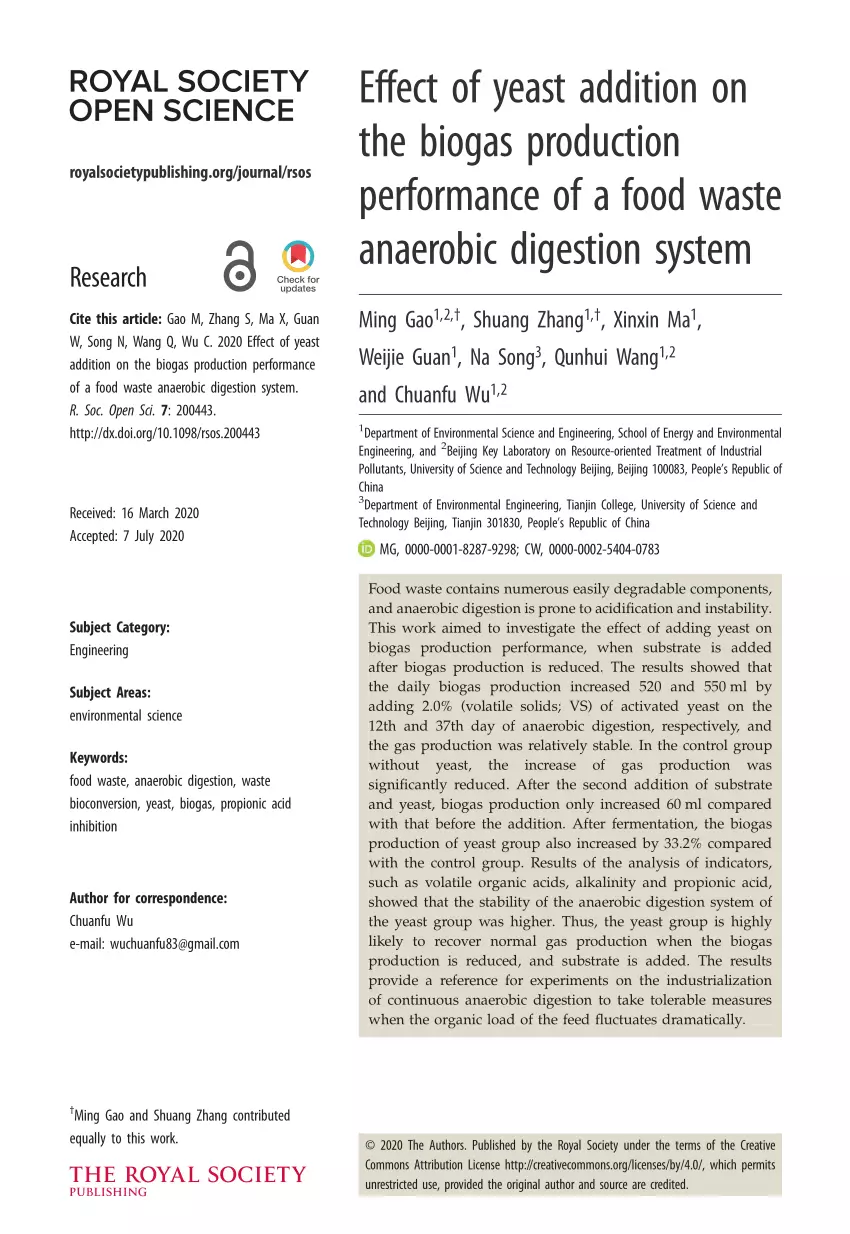 ROYAL SOCIETY
OPEN SCIENCE
royalsocietypublishing.org/journal/rsos
Research
Check for
updates
Cite this article: Gao M, Zhang S, Ma X, Guan
W, Song N, Wang Q, Wu C. 2020 Effect of yeast
addition on the biogas production performance
of a food waste anaerobic digestion system.
R. Soc. Open Sci. 7: 200443.
http://dx.doi.org/10.1098/rsos.200443
Received: 16 March 2020
Accepted: 7 July 2020
Subject Category:
Engineering
Subject Areas:
environmental science
Keywords:
food waste, anaerobic digestion, waste
bioconversion, yeast, biogas, propionic acid
inhibition
Author for correspondence:
Chuanfu Wu
e-mail: wuchuanfu83@gmail.com
†Ming Gao and Shuang Zhang contributed
equally to this work.
THE ROYAL SOCIETY
PUBLISHING
Effect of yeast addition on
the biogas production
performance of a food waste
anaerobic digestion system
Ming Gao1,2,†, Shuang Zhang1,†, Xinxin Ma1,
Weijie Guan1, Na Song3, Qunhui Wang1,2
and Chuanfu Wu1,2
1Department of Environmental Science and Engineering, School of Energy and Environmental
Engineering, and 2Beijing Key Laboratory on Resource-oriented Treatment of Industrial
Pollutants, University of Science and Technology Beijing, Beijing 100083, People's Republic of
China
3Department of Environmental Engineering, Tianjin College, University of Science and
Technology Beijing, Tianjin 301830, People's Republic of China
iD MG, 0000-0001-8287-9298; CW, 0000-0002-5404-0783
Food waste contains numerous easily degradable components,
and anaerobic digestion is prone to acidification and instability.
This work aimed to investigate the effect of adding yeast on
biogas production performance, when substrate is added
after biogas production is reduced. The results showed that
the daily biogas production increased 520 and 550 ml by
adding 2.0% (volatile solids; VS) of activated yeast on the
12th and 37th day of anaerobic digestion, respectively, and
the gas production was relatively stable. In the control group
without yeast, the increase of gas production was
significantly reduced. After the second addition of substrate
and yeast, biogas production only increased 60 ml compared
with that before the addition. After fermentation, the biogas
production of yeast group also increased by 33.2% compared
with the control group. Results of the analysis of indicators,
such as volatile organic acids, alkalinity and propionic acid,
showed that the stability of the anaerobic digestion system of
the yeast group was higher. Thus, the yeast group is highly
likely to recover normal gas production when the biogas
production is reduced, and substrate is added. The results
provide a reference for experiments on the industrialization
of continuous anaerobic digestion to take tolerable measures
when the organic load of the feed fluctuates dramatically.
© 2020 The Authors. Published by the Royal Society under the terms of the Creative
Commons Attribution License http://creativecommons.org/licenses/by/4.0/, which permits
unrestricted use, provided the original author and source are credited.